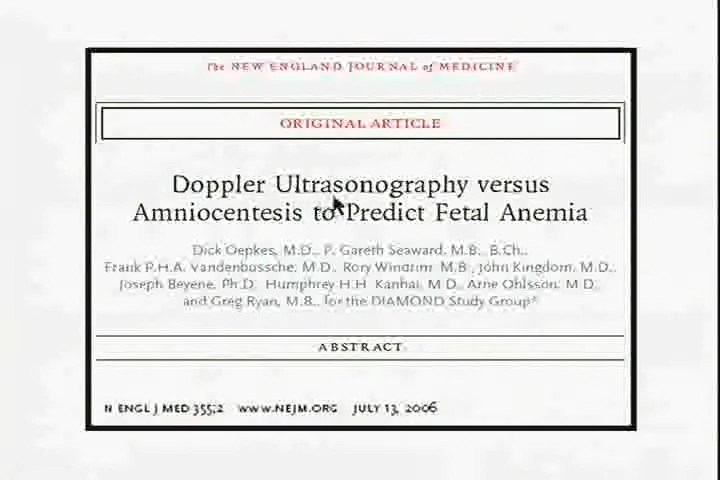 The NEW ENGLAND JOURNAL of MEDICINE
ORIGINAL ARTICLE
Doppler Ultrasonography versus
Amniocentesis to Predict Fetal Anemia
Dick Oepkes, M.D., P. Gareth Seaward, M.B., B.Ch.,
Frank P.H.A. Vandenbussche, M.D., Rory Windrim, M.B., John Kingdom, M.D.,
Joseph Beyene, Ph.D., Humphrey H.H. Kanhai, M.D., Arne Ohlsson, M.D.,
and Greg Ryan, M.B., for the DIAMOND Study Group*
ABSTRACT
N ENGL J MED 355;2 WWW.NEJM.ORG JULY 13, 2006